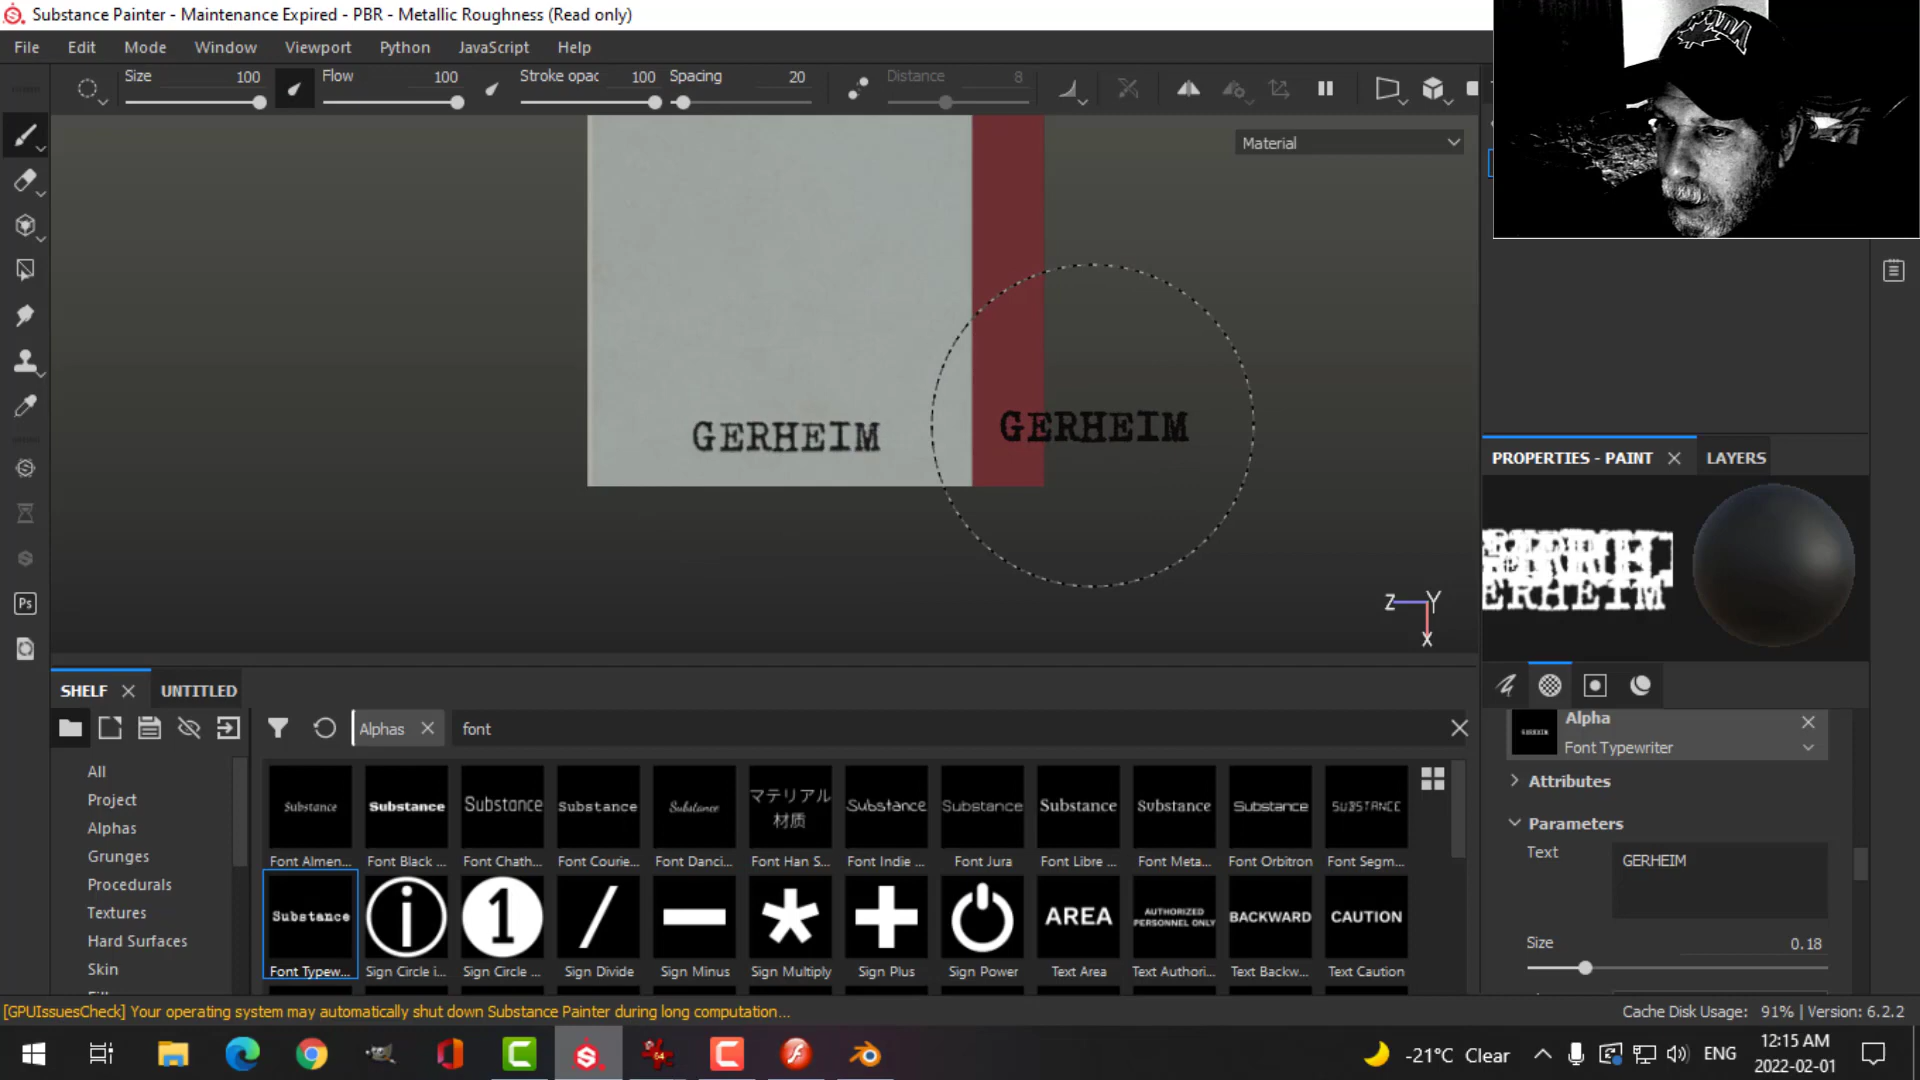 Substance Painter - Maintenance Expired - PBR - Metallic Roughness (Read only)
File Edit Mode Window Viewport Python JavaScript Help
Size 100 Flow 100 Stroke opac 100 Spacing 20 Distance 8
Material
GERHEIM
GERHEIM
Z Y
X
PROPERTIES - PAINT LAYERS
Ps
SHELF UNTITLED
Alphas font
All
Project
Alphas
Grunges
Procedurals
Textures
Hard Surfaces
Skin
Substance Substance Substance Substance Substance マテリアル Substance Substance Substance Substance Substance SUBSTANCE
材质
Font Almen... Font Black ... Font Chath... Font Courie... Font Danci... Font Han S... Font Indie ... Font Jura Font Libre ... Font Meta... Font Orbitron Font Segm...
Substance i 1 / AREA AUTHORIZED PERSONNEL ONLY BACKWARD CAUTION
Font Typew... Sign Circle i... Sign Circle ... Sign Divide Sign Minus Sign Multiply Sign Plus Sign Power Text Area Text Authori... Text Backw... Text Caution
Alpha
Font Typewriter
Attributes
Parameters
Text GERHEIM
Size 0.18
[GPUIssuesCheck] Your operating system may automatically shut down Substance Painter during long computation...
Cache Disk Usage: 91% | Version: 6.2.2
-21°C Clear ENG 12:15 AM
2022-02-01